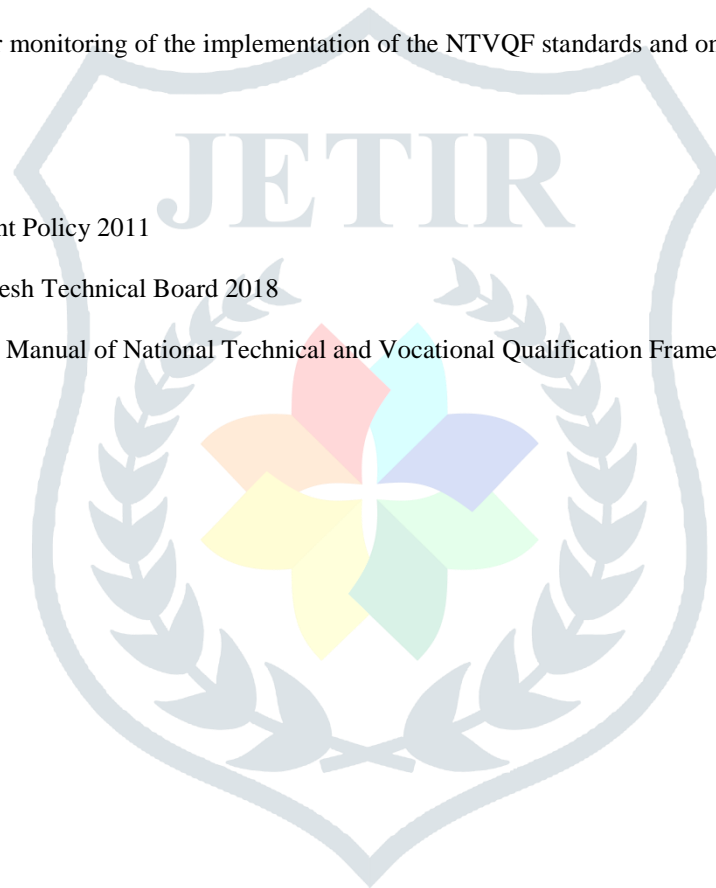 r monitoring of the implementation of the NTVQF standards and or
JETIR
nt Policy 2011
esh Technical Board 2018
Manual of National Technical and Vocational Qualification Frame